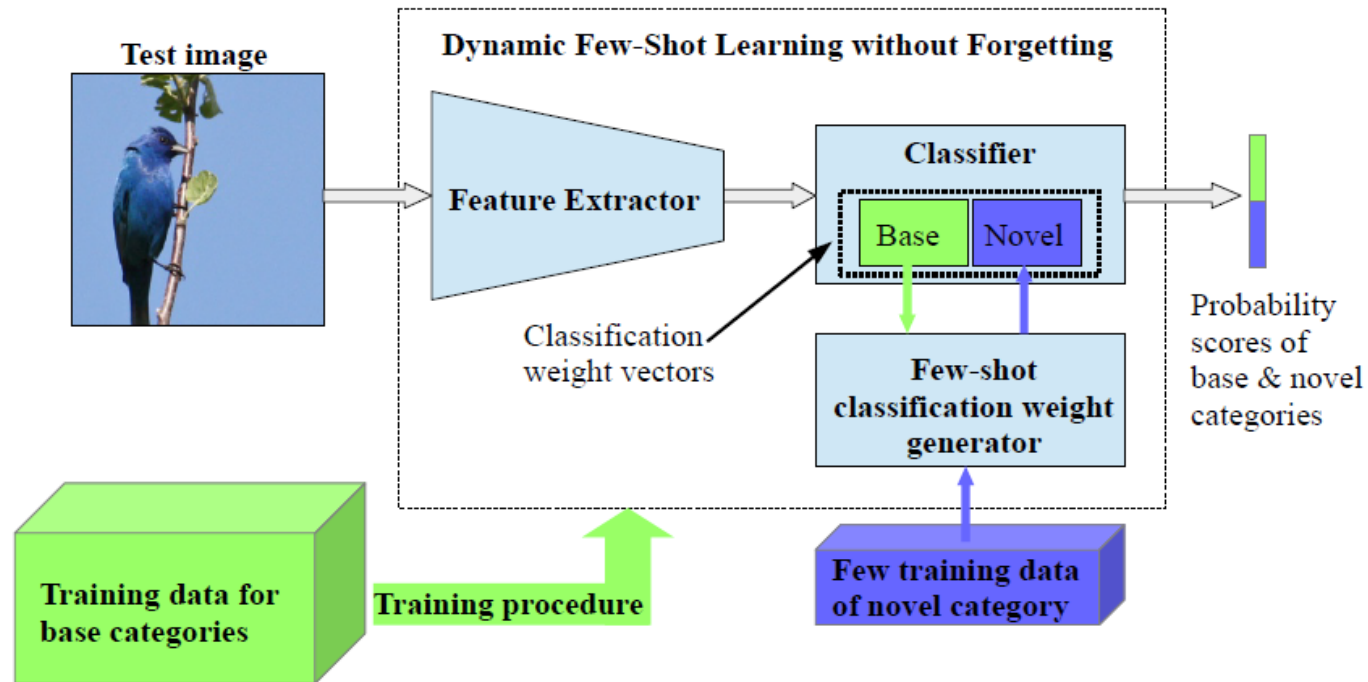 Test image
Dynamic Few-Shot Learning without Forgetting
Feature Extractor
Classifier
Base
Novel
Classification
weight vectors
Few-shot
classification weight
generator
Probability
scores of
base & novel
categories
Training data for
base categories
Training procedure
Few training data
of novel category